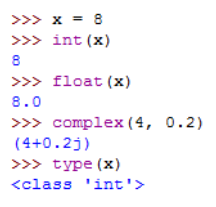 >>> x = 8
>>> int(x)
8
>>> float(x)
8.0
>>> complex(4, 0.2)
(4+0.2j)
>>> type(x)
<class 'int'>